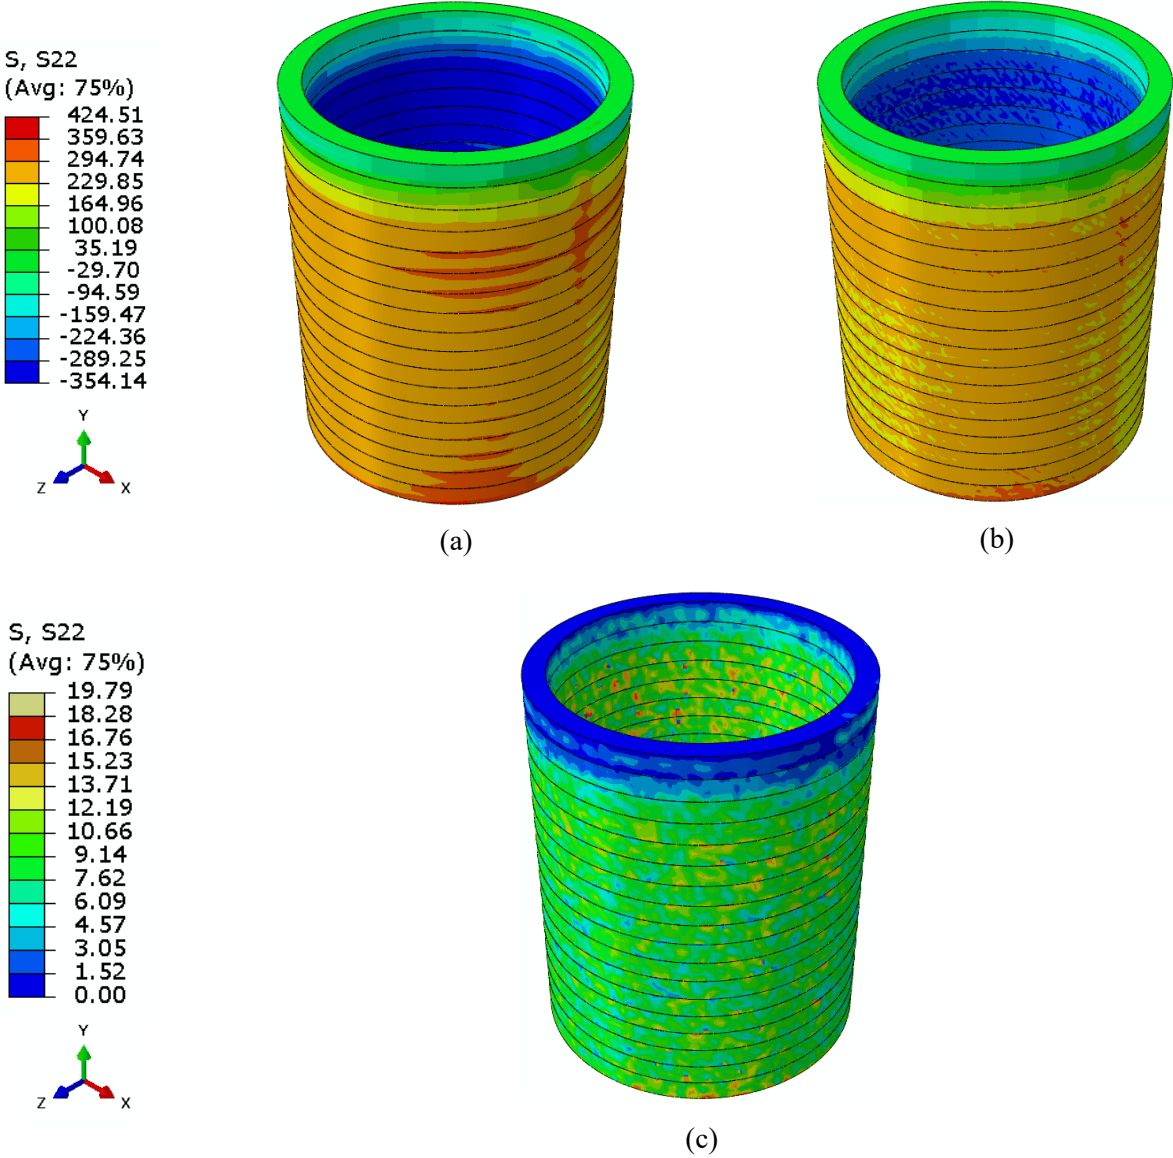 S, S22
(Avg: 75%)
424.51
359.63
294.74
229.85
164.96
100.08
35.19
-29.70
-94.59
-159.47
-224.36
-289.25
-354.14
Y
Z
X
(a)
(b)
S, S22
(Avg: 75%)
19.79
18.28
16.76
15.23
13.71
12.19
10.66
9.14
7.62
6.09
4.57
3.05
1.52
0.00
Y
Z
X
(c)